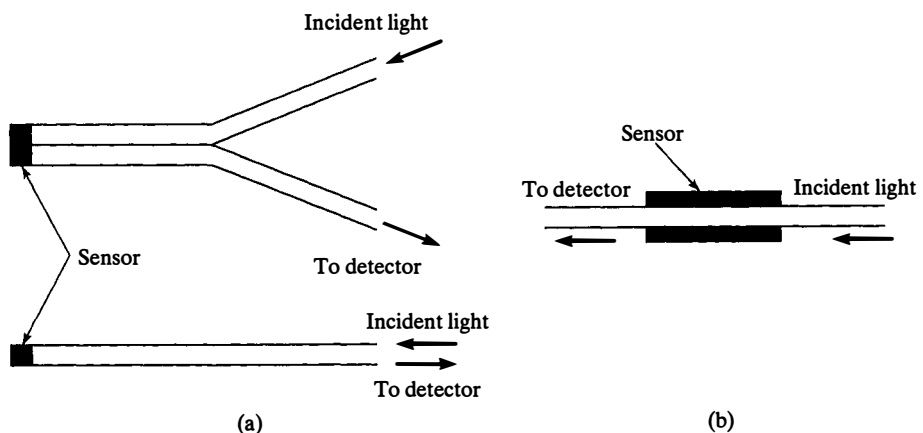 Incident light
Sensor
To detector
Incident light
To detector
(a)
Sensor
To detector
Incident light
(b)